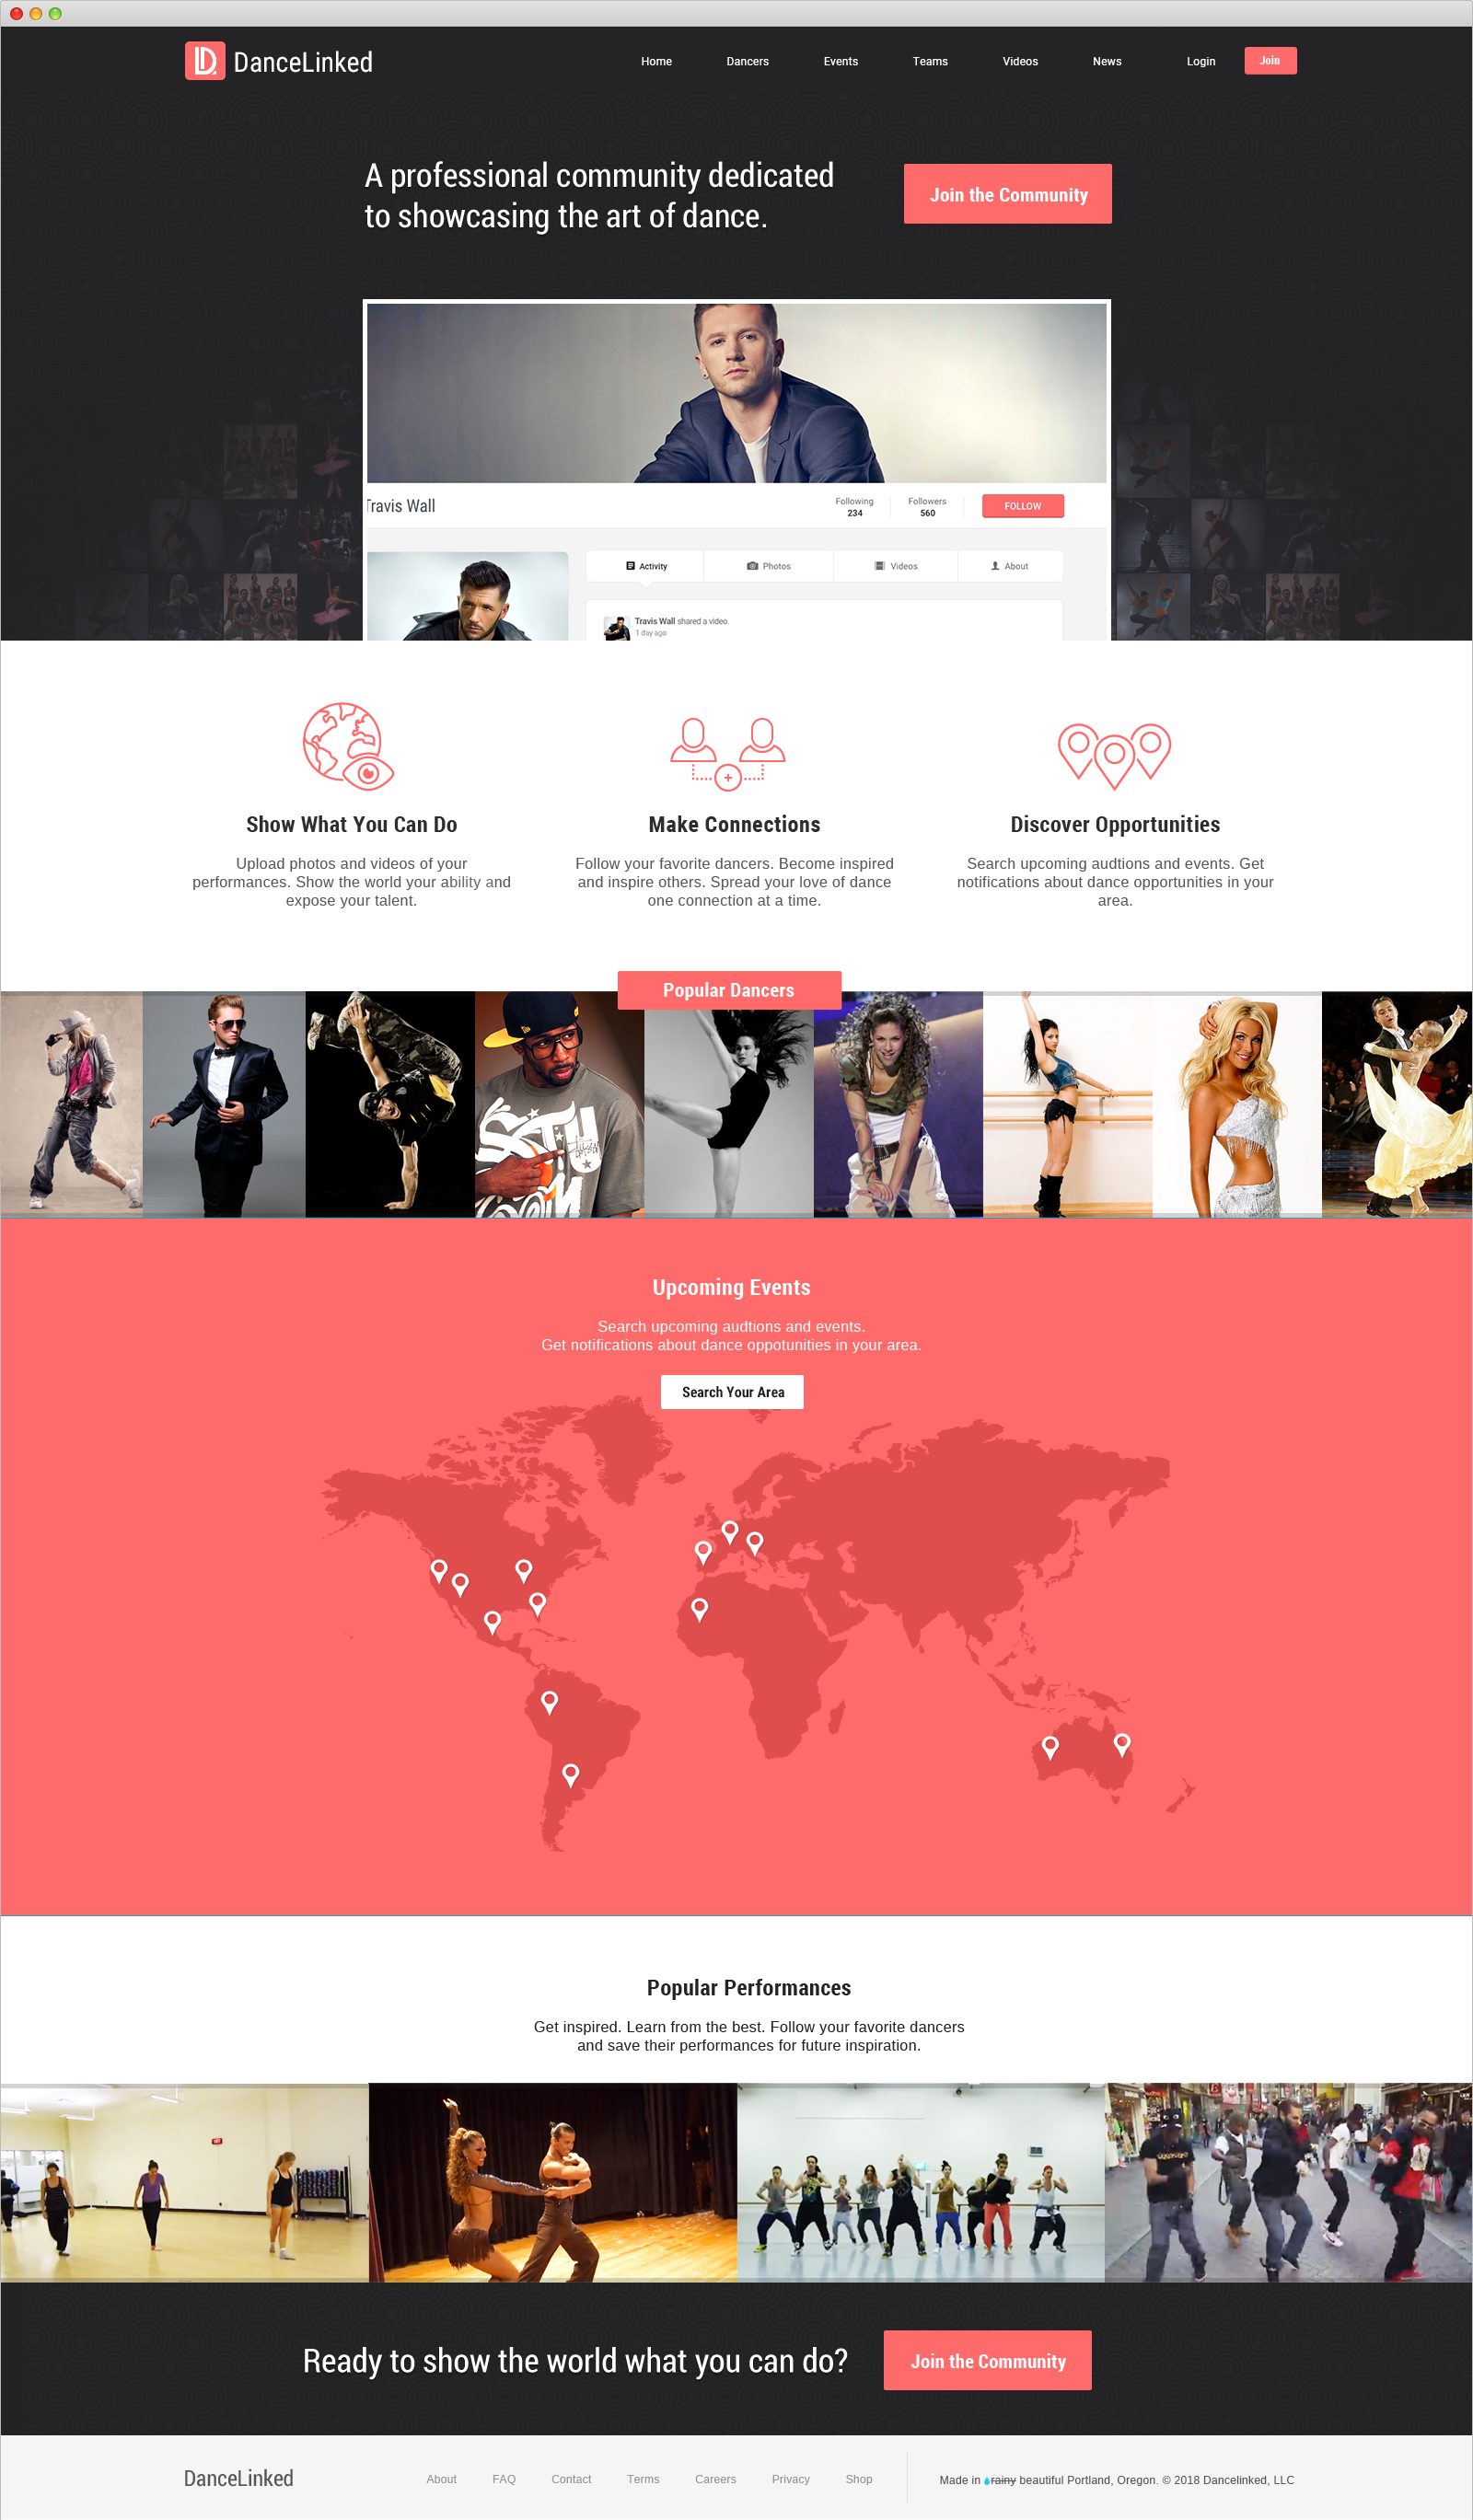 DanceLinked
Home Dancers Events Teams Videos News Login Join
A professional community dedicated
to showcasing the art of dance.
Join the Community
Travis Wall
Following
234
Followers
560
FOLLOW
Activity Photos Videos About
Travis Wall shared a video.
1 day ago
Show What You Can Do
Upload photos and videos of your
performances. Show the world your ability and
expose your talent.
Make Connections
Follow your favorite dancers. Become inspired
and inspire others. Spread your love of dance
one connection at a time.
Discover Opportunities
Search upcoming audtions and events. Get
notifications about dance opportunities in your
area.
Popular Dancers
Upcoming Events
Search upcoming audtions and events.
Get notifications about dance oppotunities in your area.
Search Your Area
Popular Performances
Get inspired. Learn from the best. Follow your favorite dancers
and save their performances for future inspiration.
Ready to show the world what you can do?
Join the Community
DanceLinked
About FAQ Contact Terms Careers Privacy Shop
Made in rainy beautiful Portland, Oregon. © 2018 Dancelinked, LLC